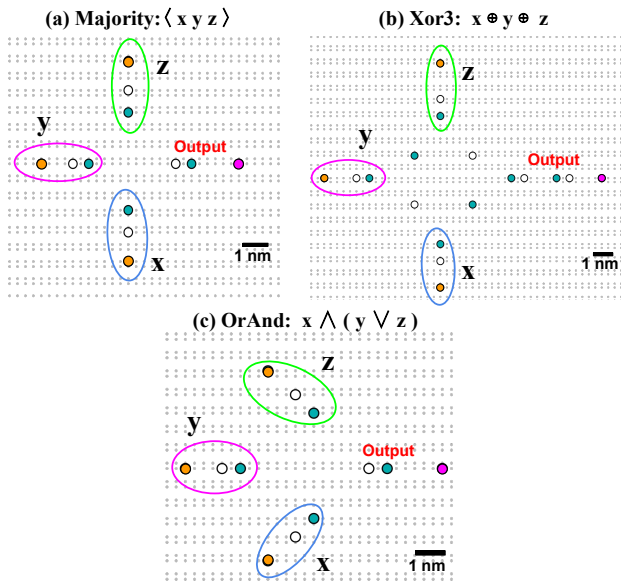 (a) Majority: ⟨ x y z ⟩
z
y
Output
x
1 nm
(b) Xor3: x ⊕ y ⊕ z
z
y
Output
x
1 nm
(c) OrAnd: x ∧ ( y ∨ z )
z
y
Output
x
1 nm